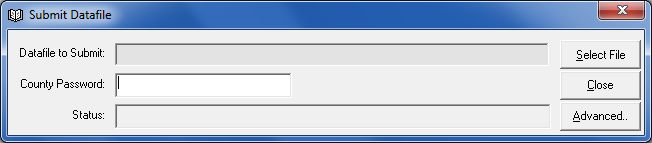 Submit Datafile
Datafile to Submit:
Select File
County Password:
Close
Status:
Advanced..